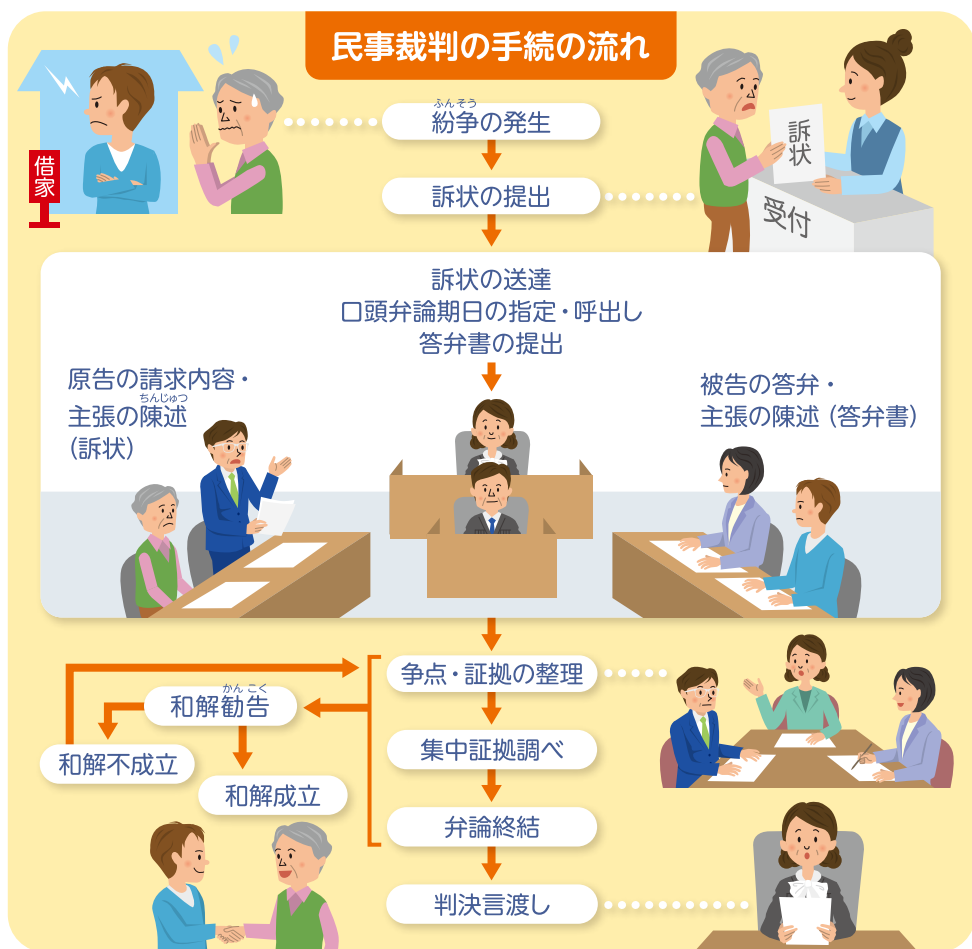 民事裁判の手続の流れ
借家
ふんそう
紛争の発生
訴状
訴状の提出
受付
訴状の送達
口頭弁論期日の指定・呼出し
答弁書の提出
原告の請求内容・
ちんじゅつ
主張の陳述
（訴状）
被告の答弁・
主張の陳述（答弁書）
争点・証拠の整理
かんこく
和解勧告
和解不成立
和解成立
集中証拠調べ
弁論終結
判決言渡し